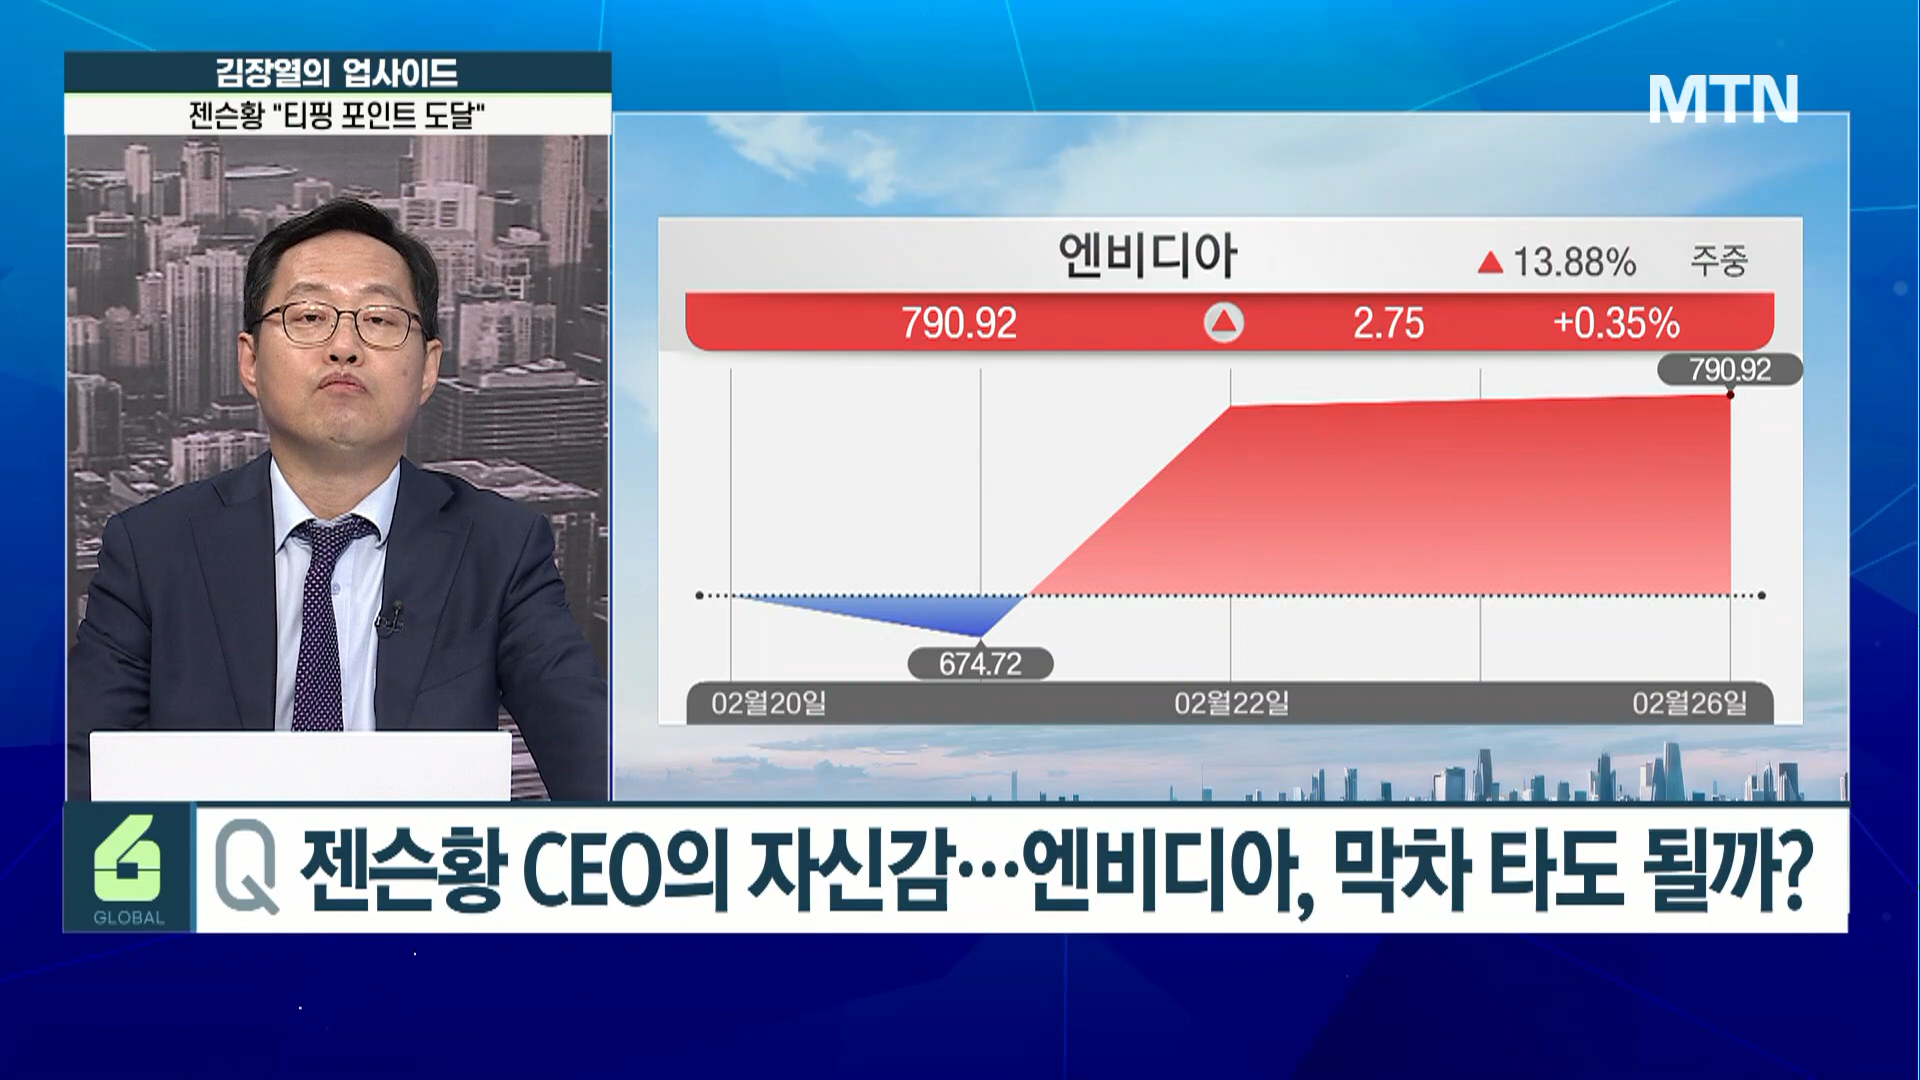 김장열의 업사이드
젠슨황 "티핑 포인트 도달"
MTN
엔비디아 ▲ 13.88% 주중
790.92 ▲ 2.75 +0.35%
790.92
674.72
02월20일 02월22일 02월26일
6 GLOBAL
Q 젠슨황 CEO의 자신감…엔비디아, 막차 타도 될까?